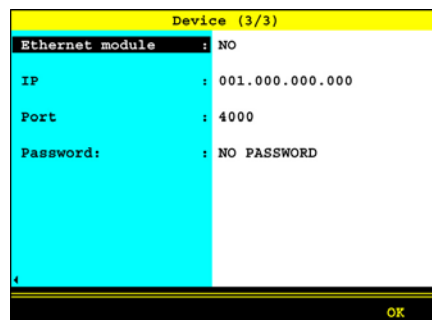 Device (3/3)
Ethernet module : NO
IP : 001.000.000.000
Port : 4000
Password: : NO PASSWORD
OK